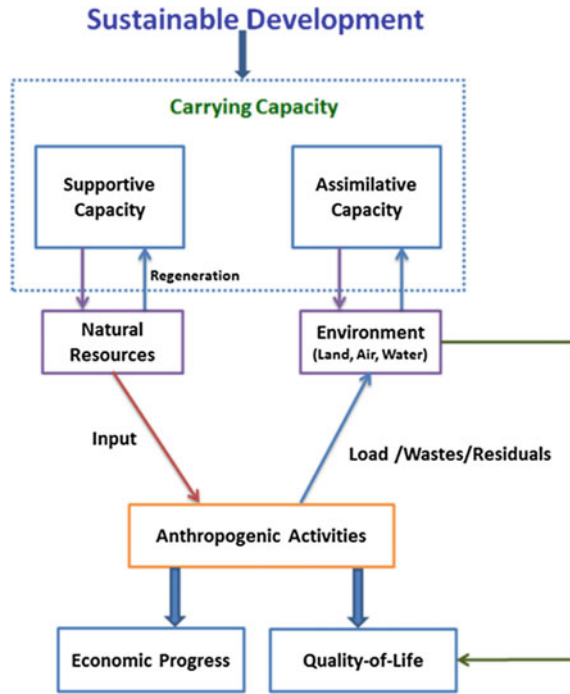 Sustainable Development
Carrying Capacity
Supportive
Capacity
Assimilative
Capacity
Regeneration
Natural
Resources
Environment
(Land, Air, Water)
Input
Load /Wastes/Residuals
Anthropogenic Activities
Economic Progress
Quality-of-Life